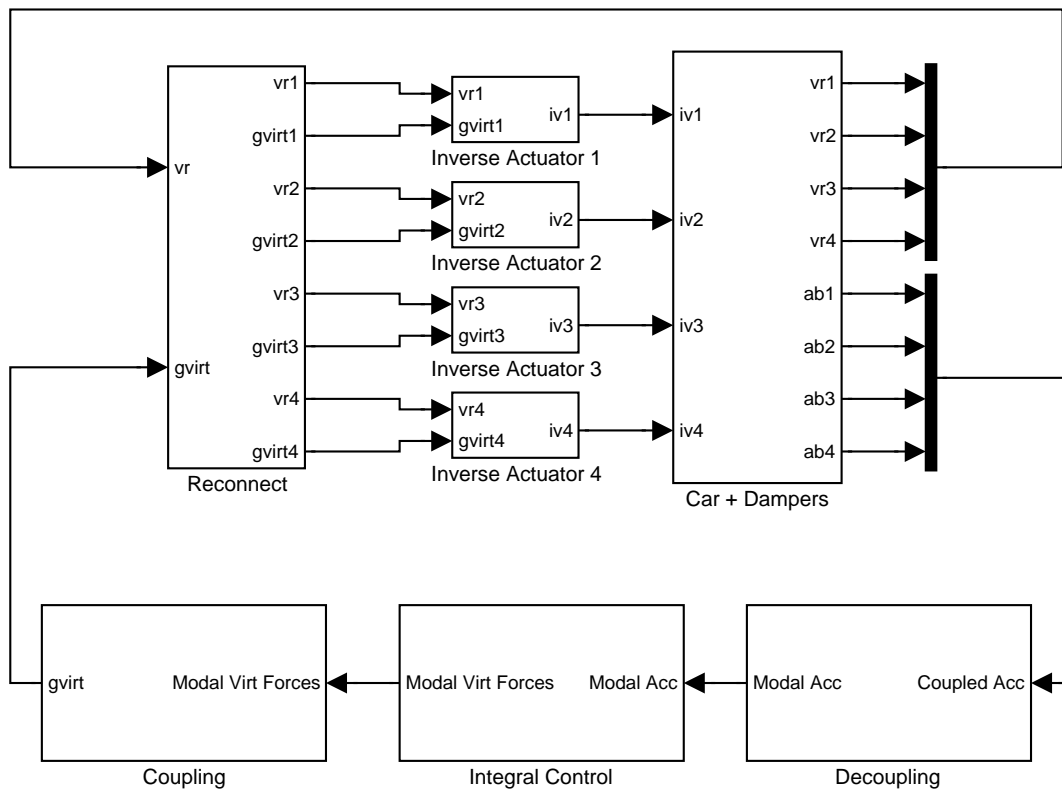 vr
gvirt
vr1
gvirt1
vr2
gvirt2
vr3
gvirt3
vr4
gvirt4
Reconnect
vr1
gvirt1
iv1
Inverse Actuator 1
vr2
gvirt2
iv2
Inverse Actuator 2
vr3
gvirt3
iv3
Inverse Actuator 3
vr4
gvirt4
iv4
Inverse Actuator 4
iv1
iv2
iv3
iv4
vr1
vr2
vr3
vr4
ab1
ab2
ab3
ab4
Car + Dampers
gvirt
Modal Virt Forces
Coupling
Modal Virt Forces
Modal Acc
Integral Control
Modal Acc
Coupled Acc
Decoupling